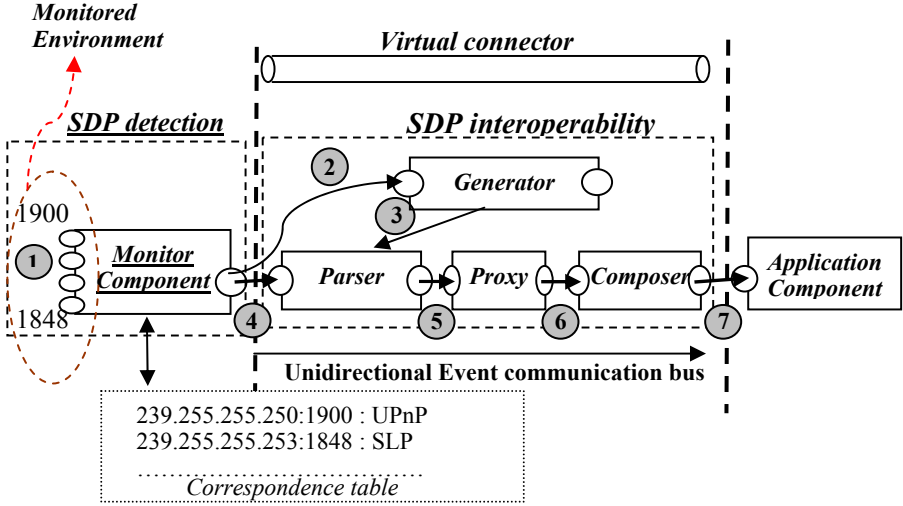 Monitored
Environment
Virtual connector
SDP detection
SDP interoperability
2
Generator
3
1900
1
Monitor
Component
1848
Parser
Proxy
Composer
Application
Component
4
5
6
7
Unidirectional Event communication bus
239.255.255.250:1900 : UPnP
239.255.255.253:1848 : SLP
....................................
Correspondence table